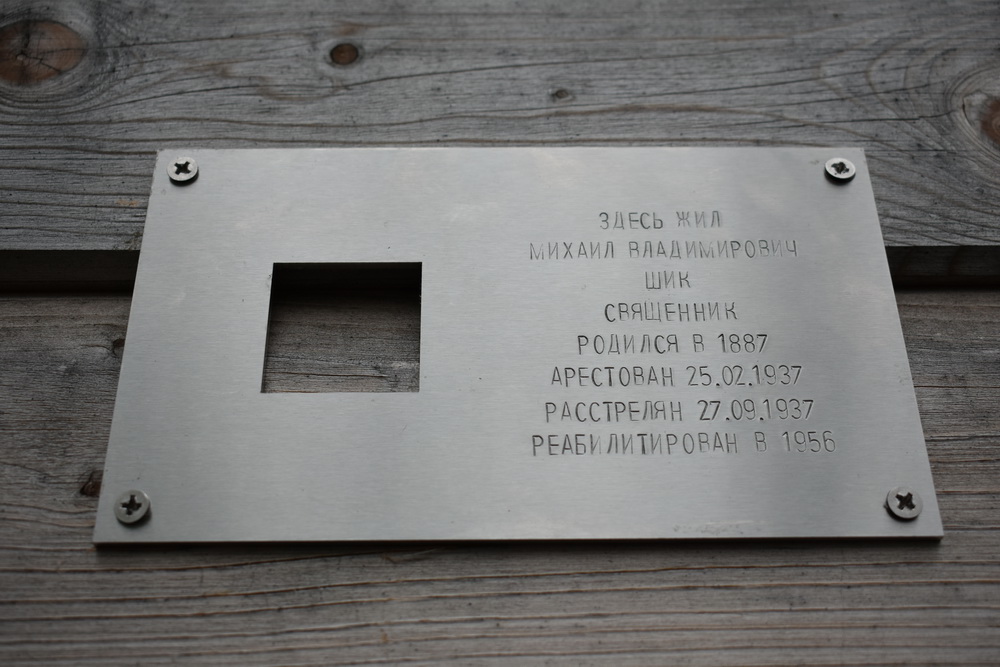 ЗДЕСЬ ЖИЛ
МИХАИЛ ВЛАДИМИРОВИЧ
ШИК
СВЯЩЕННИК
РОДИЛСЯ В 1887
АРЕСТОВАН 25.02.1937
РАССТРЕЛЯН 27.09.1937
РЕАБИЛИТИРОВАН В 1956